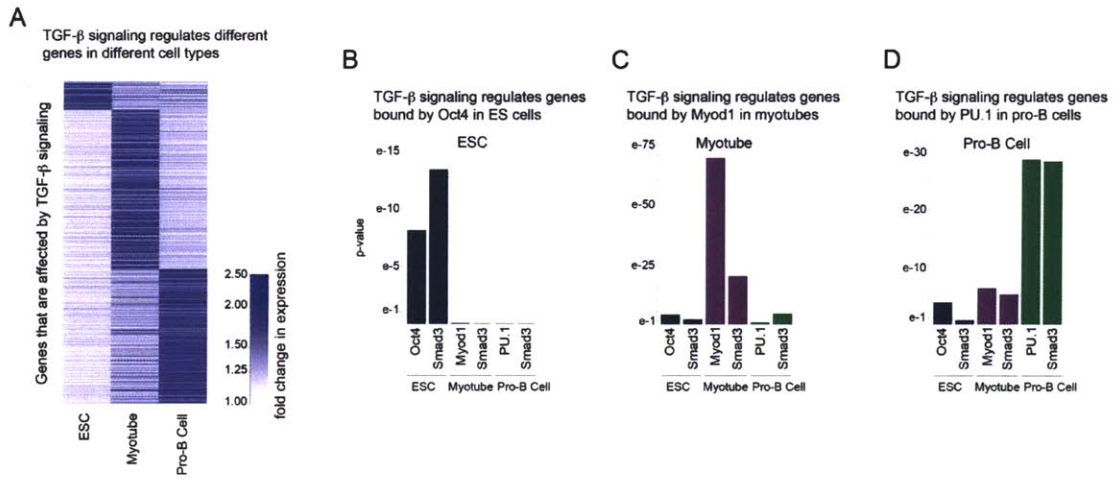 A
TGF-β signaling regulates different
genes in different cell types
Genes that are affected by TGF-β signaling
2.50
2.00
1.50
1.25
1.00
fold change in expression
ESC
Myotube
Pro-B Cell
B
TGF-β signaling regulates genes
bound by Oct4 in ES cells
ESC
e-15
e-10
e-5
e-1
p-value
Oct4
Smad3
Myod1
Smad3
PU.1
Smad3
ESC Myotube Pro-B Cell
C
TGF-β signaling regulates genes
bound by Myod1 in myotubes
Myotube
e-75
e-50
e-25
e-1
Oct4
Smad3
Myod1
Smad3
PU.1
Smad3
ESC Myotube Pro-B Cell
D
TGF-β signaling regulates genes
bound by PU.1 in pro-B cells
Pro-B Cell
e-30
e-20
e-10
e-1
Oct4
Smad3
Myod1
Smad3
PU.1
Smad3
ESC Myotube Pro-B Cell